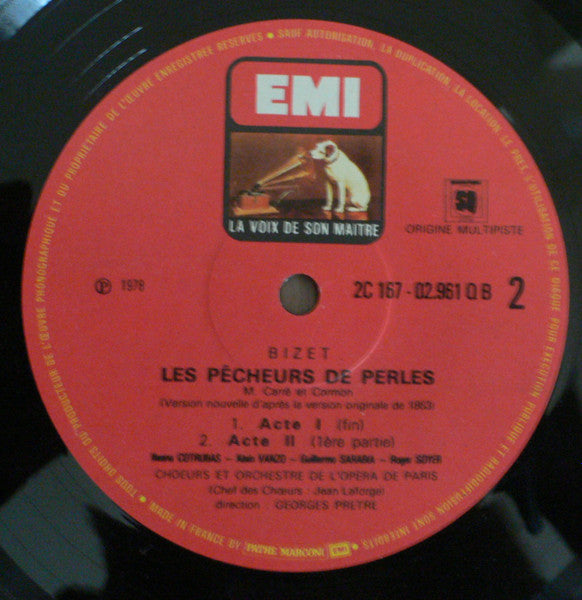 TOUS DROITS DU PRODUCTEUR DE L'ŒUVRE PHONOGRAPHIQUE ET DU PROPRIETAIRE DE L'ŒUVRE ENREGISTREE RESERVES • SAUF AUTORISATION, LA DUPLICATION, LA LOCATION, LE PRET, L'UTILISATION DE CE DISQUE POUR EXECUTION PUBLIQUE ET RADIODIFFUSION SONT INTERDITS
EMI
LA VOIX DE SON MAITRE
SQ
ORIGINE MULTIPISTE
℗ 1978
2C 167 - 02.961 Q B 2
BIZET
LES PÊCHEURS DE PERLES
M. Carré et Cormon
(Version nouvelle d'après la version originale de 1863)
1. Acte I (fin)
2. Acte II (1ère partie)
Ileana COTRUBAS - Alain VANZO - Guillermo SARABIA - Roger SOYER
CHOEURS ET ORCHESTRE DE L'OPERA DE PARIS
(Chef des Chœurs : Jean Laforge)
direction : GEORGES PRETRE
• MADE IN FRANCE BY PATHE MARCONI EMI •